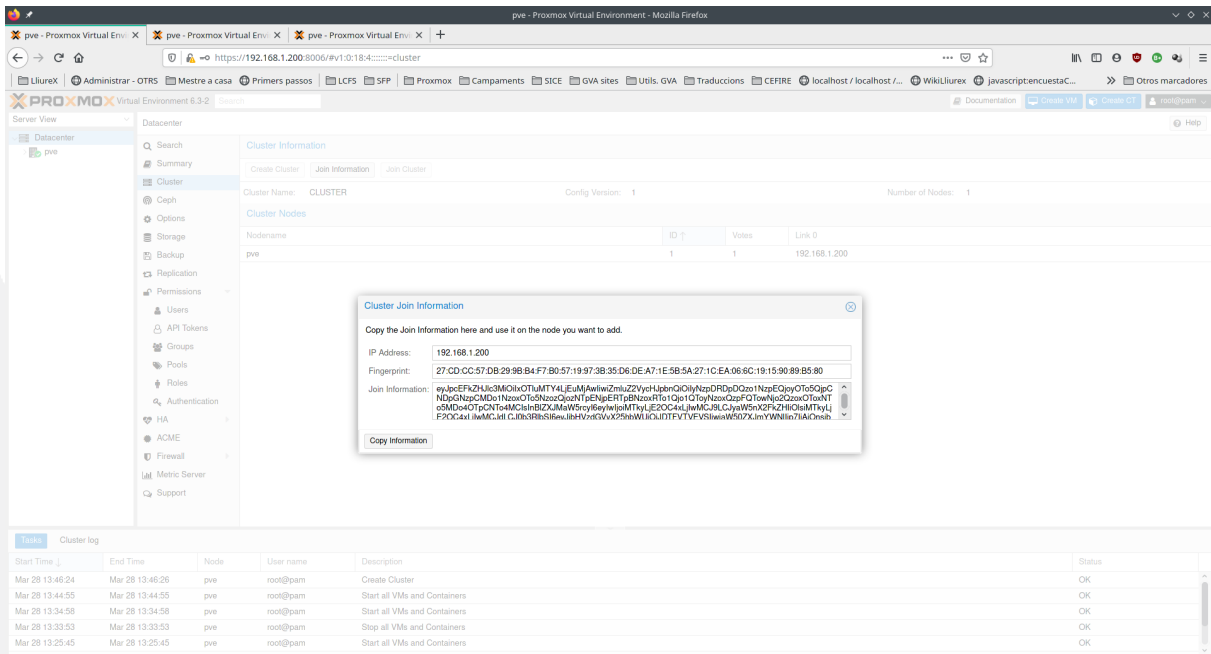 pve - Proxmox Virtual Environment - Mozilla Firefox
pve - Proxmox Virtual Envi pve - Proxmox Virtual Envi pve - Proxmox Virtual Envi
https://192.168.1.200:8006/#v1:0:18:4:::::::=cluster
LliureX Administrar - OTRS Mestre a casa Primers passos LCFS SFP Proxmox Campaments SICE GVA sites Utils. GVA Traduccions CEFIRE localhost / localhost /... WikiLliurex javascript:encuestaC... Otros marcadores
PROXMOX Virtual Environment 6.3-2 Search Documentation Create VM Create CT root@pam
Server View
Datacenter
pve
Datacenter Help
Search
Summary
Cluster
Ceph
Options
Storage
Backup
Replication
Permissions
Users
API Tokens
Groups
Pools
Roles
Authentication
HA
ACME
Firewall
Metric Server
Support
Cluster Information
Create Cluster Join Information Join Cluster
Cluster Name: CLUSTER Config Version: 1 Number of Nodes: 1
Cluster Nodes
Nodename ID Votes Link 0
pve 1 1 192.168.1.200
Cluster Join Information
Copy the Join Information here and use it on the node you want to add.
IP Address: 192.168.1.200
Fingerprint: 27:CD:CC:57:DB:29:9B:B4:F7:B0:57:19:97:3B:35:D6:DE:A7:1E:5B:5A:27:1C:EA:06:6C:19:15:90:89:B5:80
Join Information:
Copy Information
Tasks Cluster log
Start Time End Time Node User name Description Status
Mar 28 13:46:24 Mar 28 13:46:26 pve root@pam Create Cluster OK
Mar 28 13:44:55 Mar 28 13:44:55 pve root@pam Start all VMs and Containers OK
Mar 28 13:34:58 Mar 28 13:34:58 pve root@pam Start all VMs and Containers OK
Mar 28 13:33:53 Mar 28 13:33:53 pve root@pam Stop all VMs and Containers OK
Mar 28 13:25:45 Mar 28 13:25:45 pve root@pam Start all VMs and Containers OK